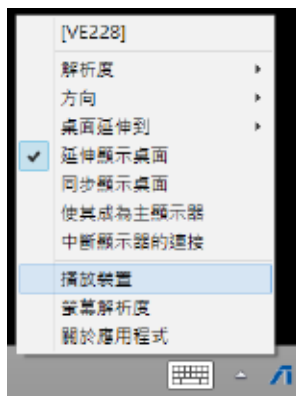 [VE228]
解析度
方向
桌面延伸到
延伸顯示桌面
同步顯示桌面
使其成為主顯示器
中斷顯示器的連接
播放裝置
螢幕解析度
關於應用程式